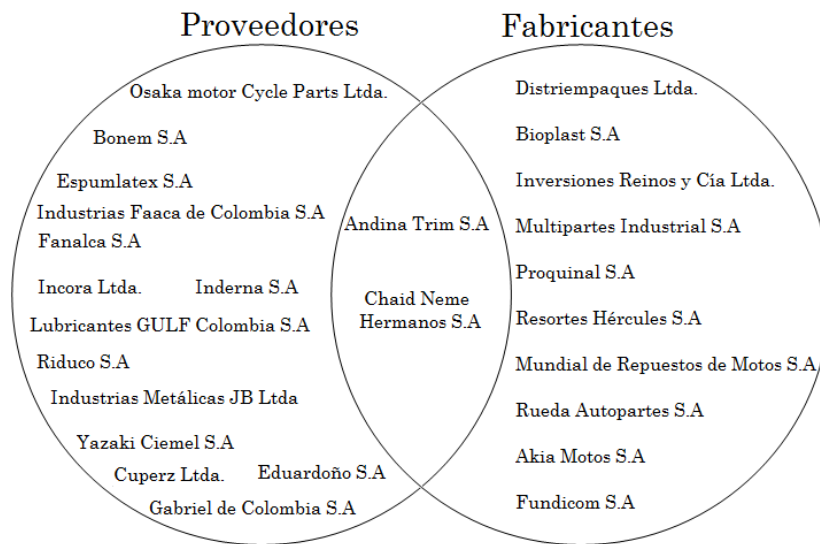 Proveedores
Fabricantes
Osaka motor Cycle Parts Ltda.
Bonem S.A
Espumlatex S.A
Industrias Faaca de Colombia S.A
Fanalca S.A
Incora Ltda.
Inderna S.A
Lubricantes GULF Colombia S.A
Riduco S.A
Industrias Metálicas JB Ltda
Yazaki Ciemel S.A
Cuperz Ltda.
Eduardoño S.A
Gabriel de Colombia S.A
Andina Trim S.A
Chaid Neme
Hermanos S.A
Distriempaques Ltda.
Bioplast S.A
Inversiones Reinos y Cía Ltda.
Multipartes Industrial S.A
Proquinal S.A
Resortes Hércules S.A
Mundial de Repuestos de Motos S.A
Rueda Autopartes S.A
Akia Motos S.A
Fundicom S.A